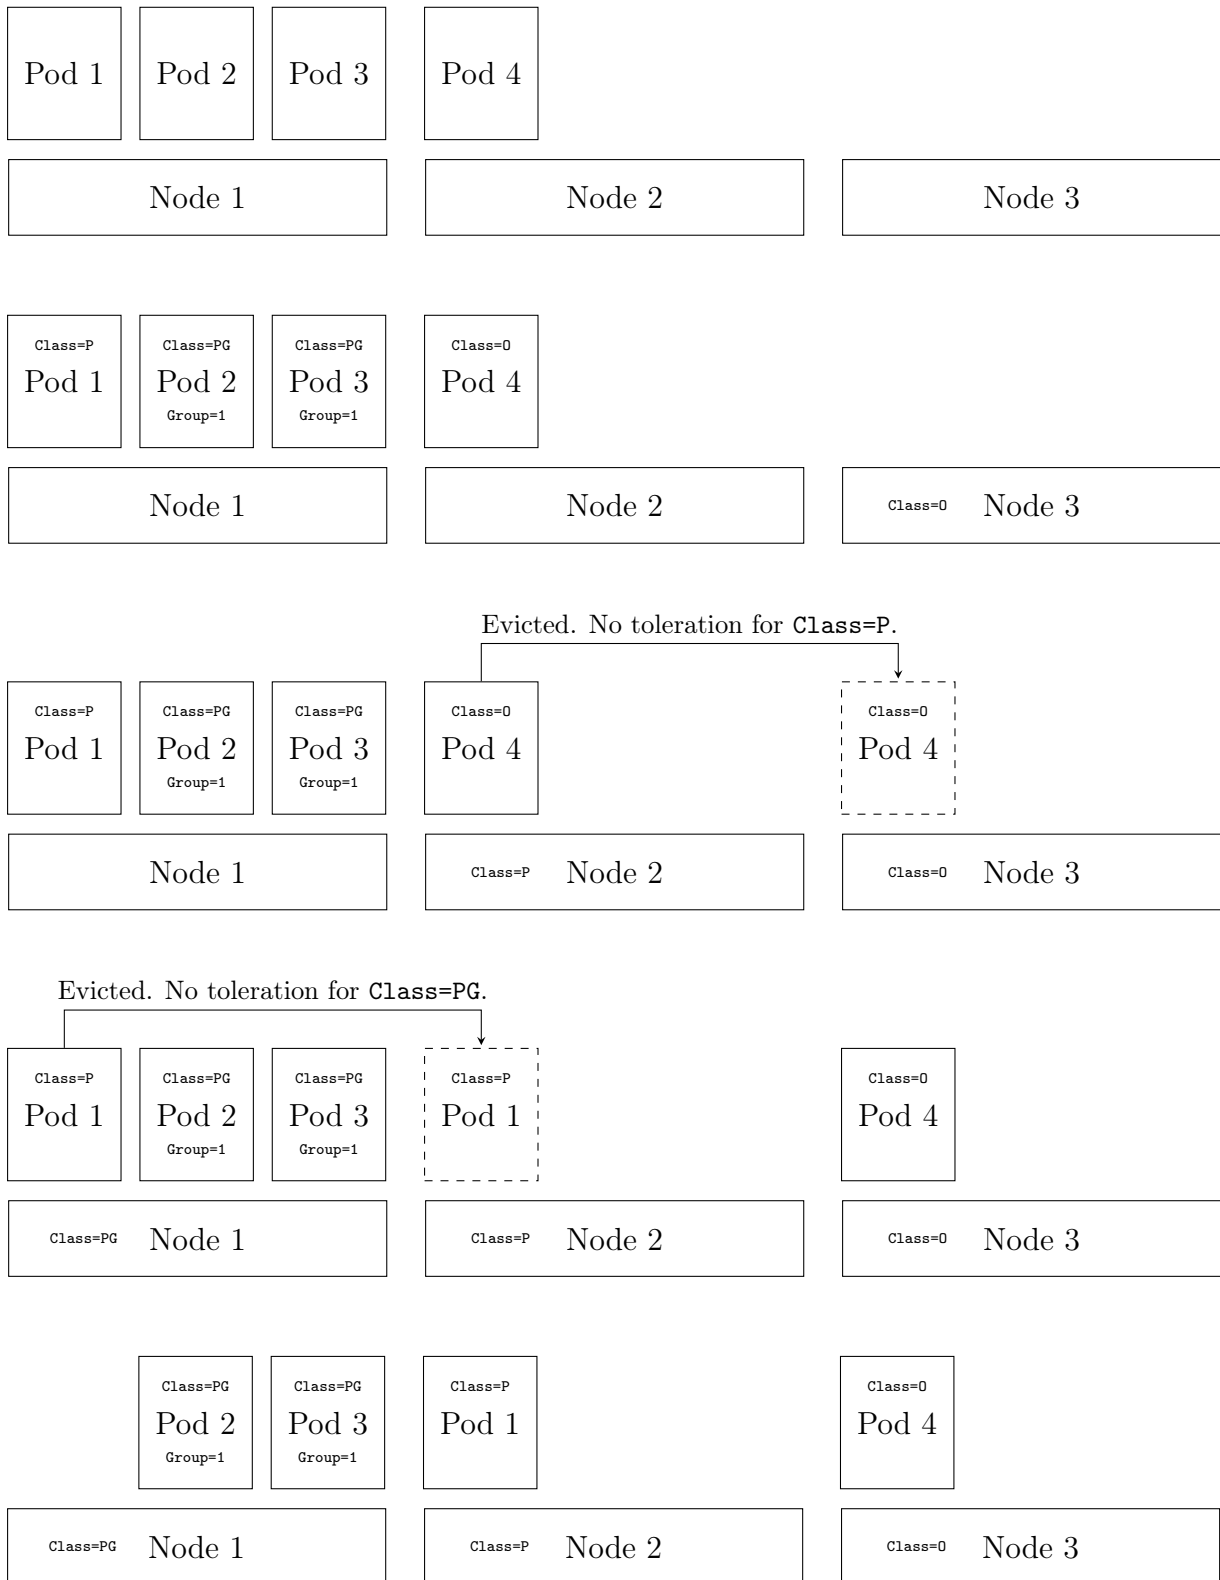 Pod 1 Pod 2 Pod 3 Pod 4
Node 1 Node 2 Node 3
Class=P Class=PG Class=PG Class=O
Pod 1 Pod 2 Pod 3 Pod 4
Group=1 Group=1
Node 1 Node 2 Class=O Node 3
Evicted. No toleration for Class=P.
Class=P Class=PG Class=PG Class=O Class=O
Pod 1 Pod 2 Pod 3 Pod 4 Pod 4
Group=1 Group=1
Node 1 Class=P Node 2 Class=O Node 3
Evicted. No toleration for Class=PG.
Class=P Class=PG Class=PG Class=P Class=O
Pod 1 Pod 2 Pod 3 Pod 1 Pod 4
Group=1 Group=1
Class=PG Node 1 Class=P Node 2 Class=O Node 3
Class=PG Class=PG Class=P Class=O
Pod 2 Pod 3 Pod 1 Pod 4
Group=1 Group=1
Class=PG Node 1 Class=P Node 2 Class=O Node 3